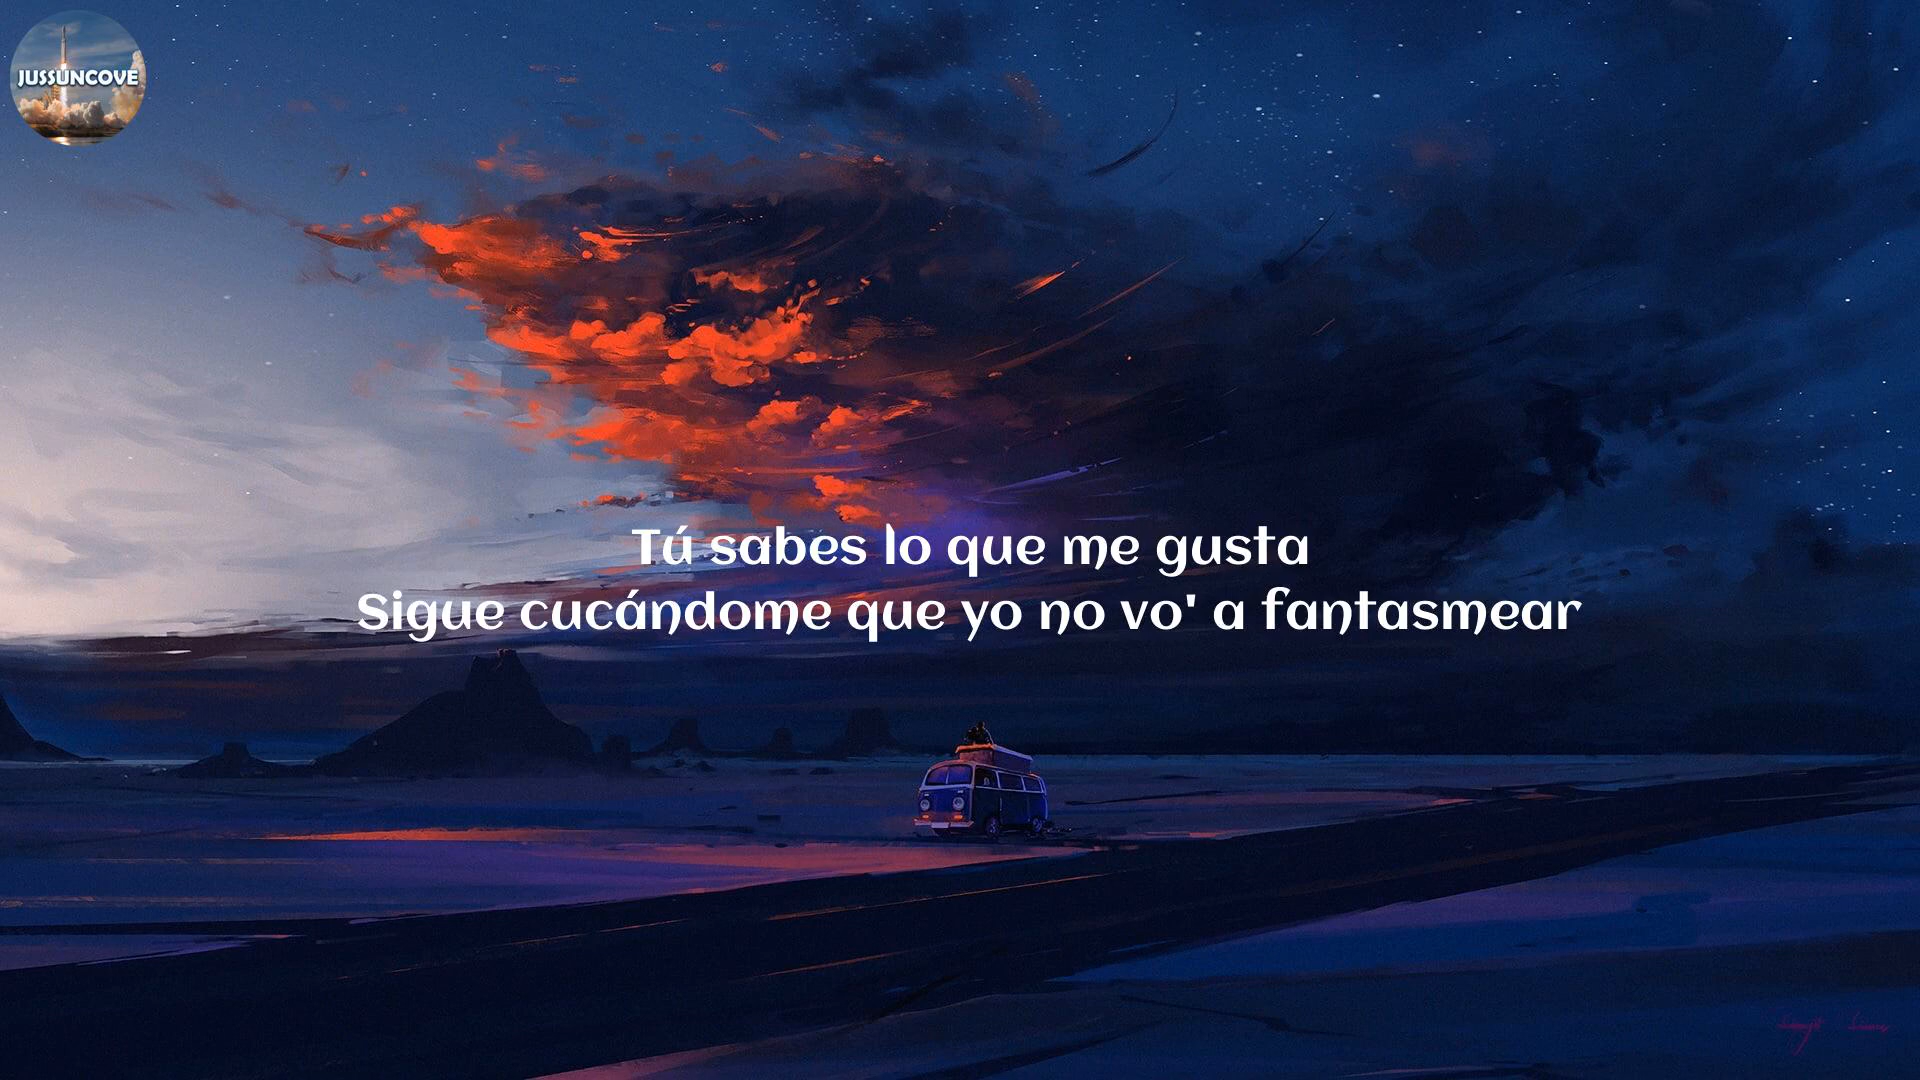 JUSSUNCOVE
Tú sabes lo que me gusta
Sigue cucándome que yo no vo' a fantasmear